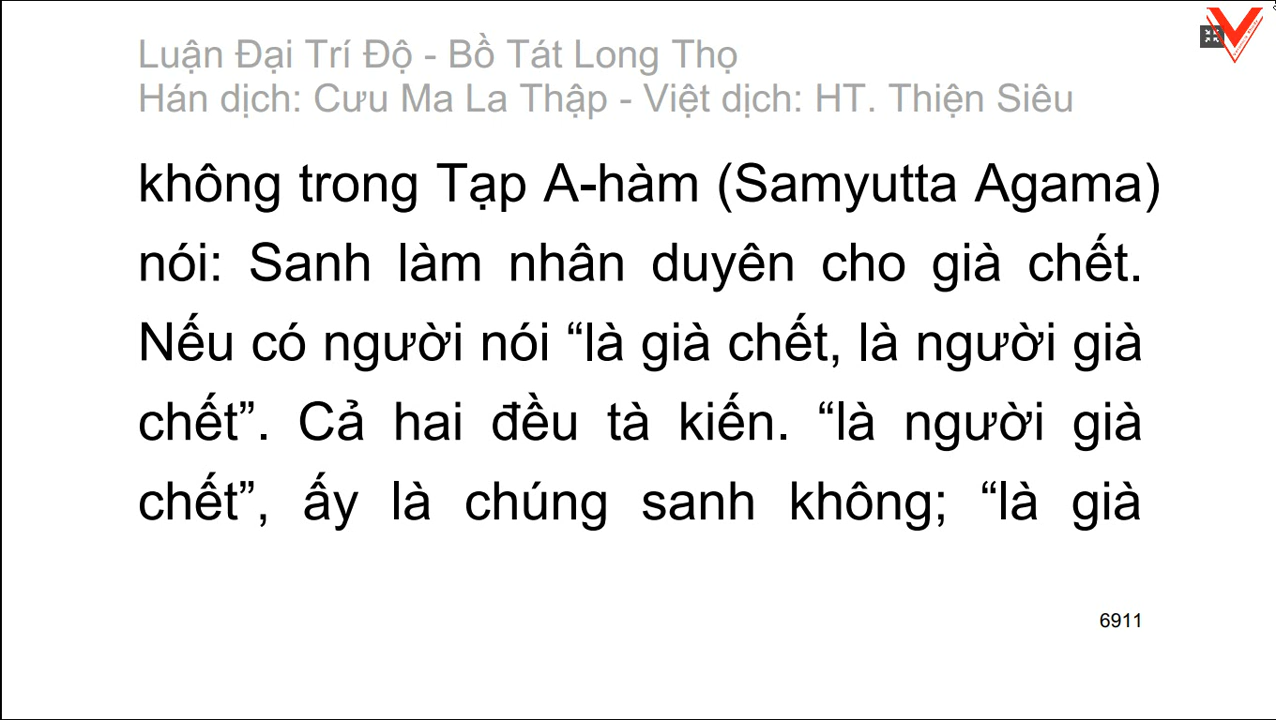 Luận Đại Trí Độ - Bồ Tát Long Thọ
Hán dịch: Cưu Ma La Thập - Việt dịch: HT. Thiện Siêu
không trong Tạp A-hàm (Samyutta Agama)
nói: Sanh làm nhân duyên cho già chết.
Nếu có người nói “là già chết, là người già
chết”. Cả hai đều tà kiến. “là người già
chết”, ấy là chúng sanh không; “là già
6911